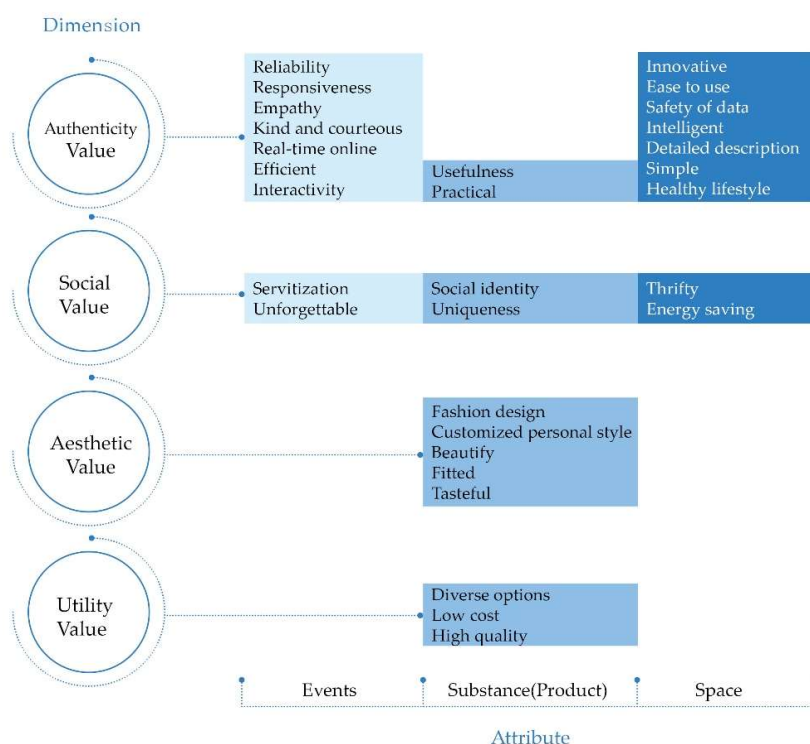 Dimension
Authenticity
Value
Reliability
Responsiveness
Empathy
Kind and courteous
Real-time online
Efficient
Interactivity
Usefulness
Practical
Innovative
Ease to use
Safety of data
Intelligent
Detailed description
Simple
Healthy lifestyle
Social
Value
Servitization
Unforgettable
Social identity
Uniqueness
Thrifty
Energy saving
Aesthetic
Value
Fashion design
Customized personal style
Beautify
Fitted
Tasteful
Utility
Value
Diverse options
Low cost
High quality
Events
Substance(Product)
Space
Attribute